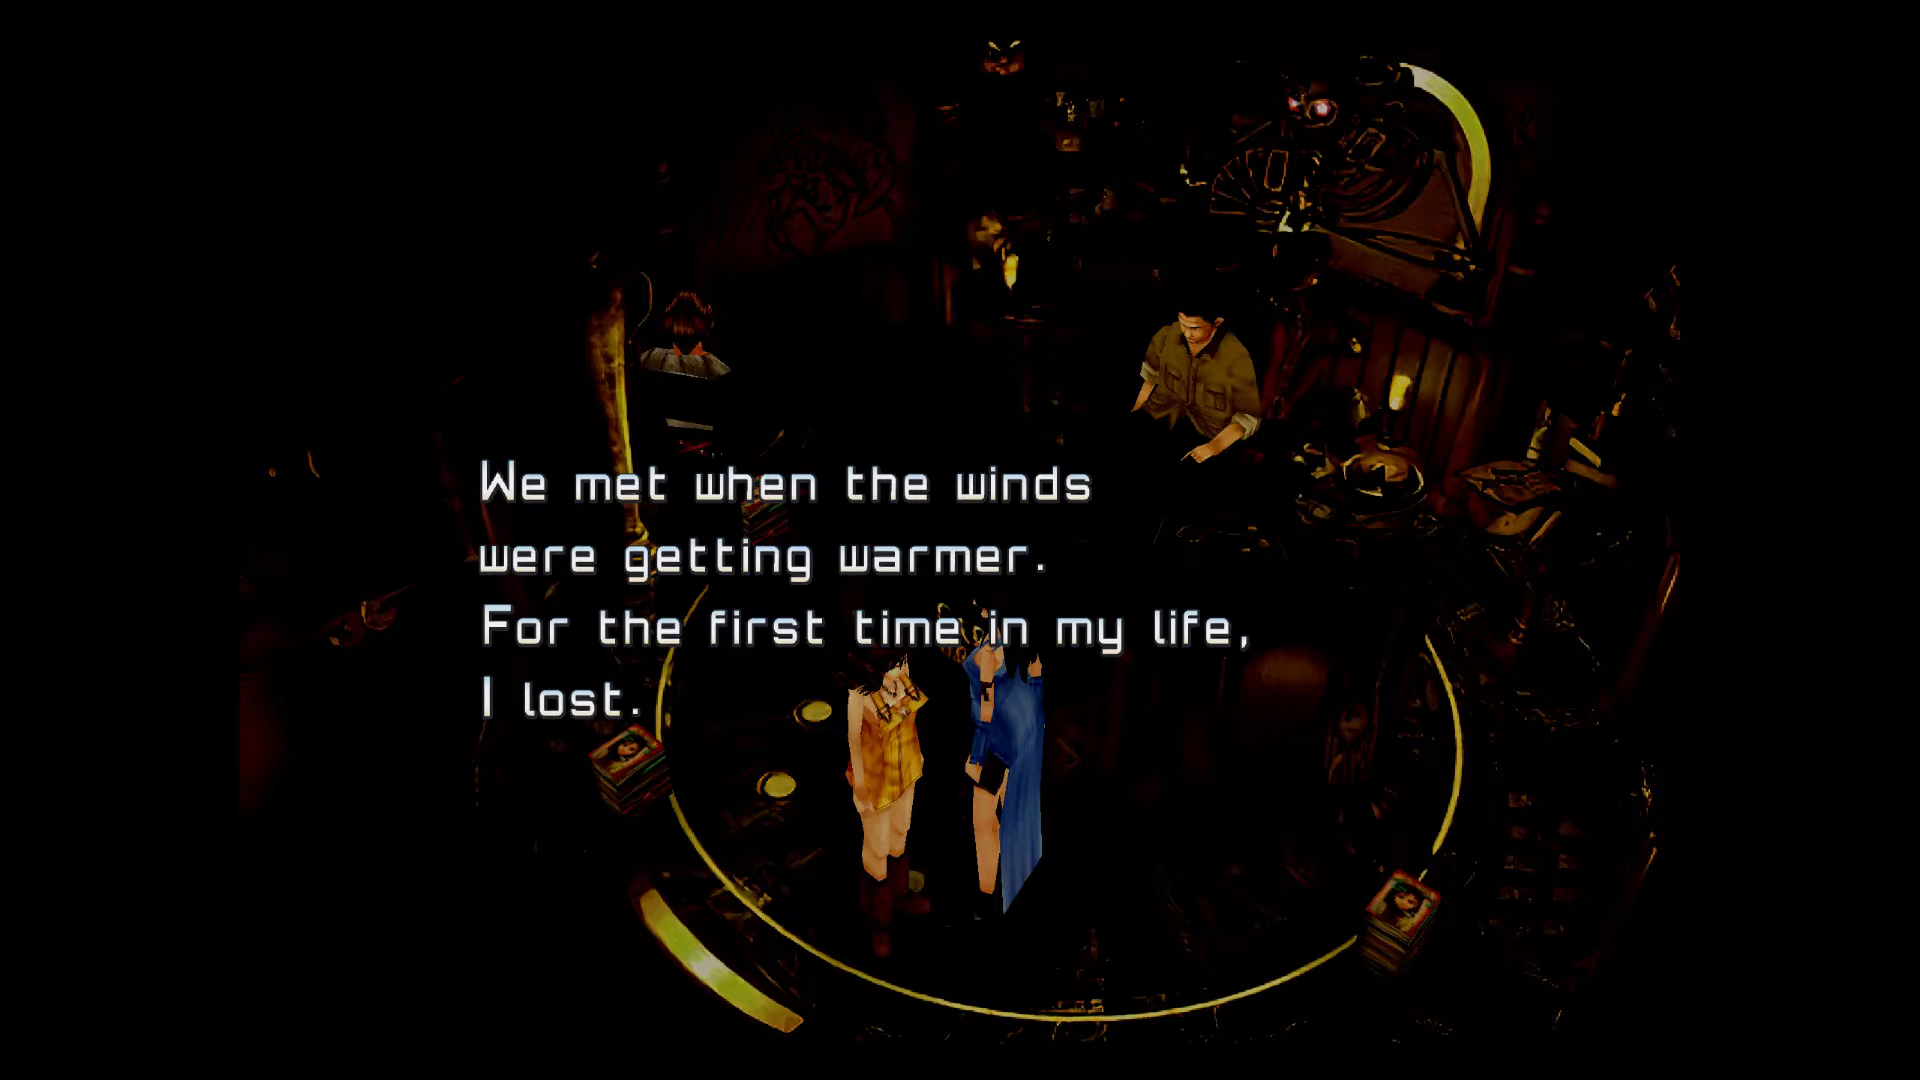 We met when the winds
were getting warmer.
For the first time in my life,
I lost.